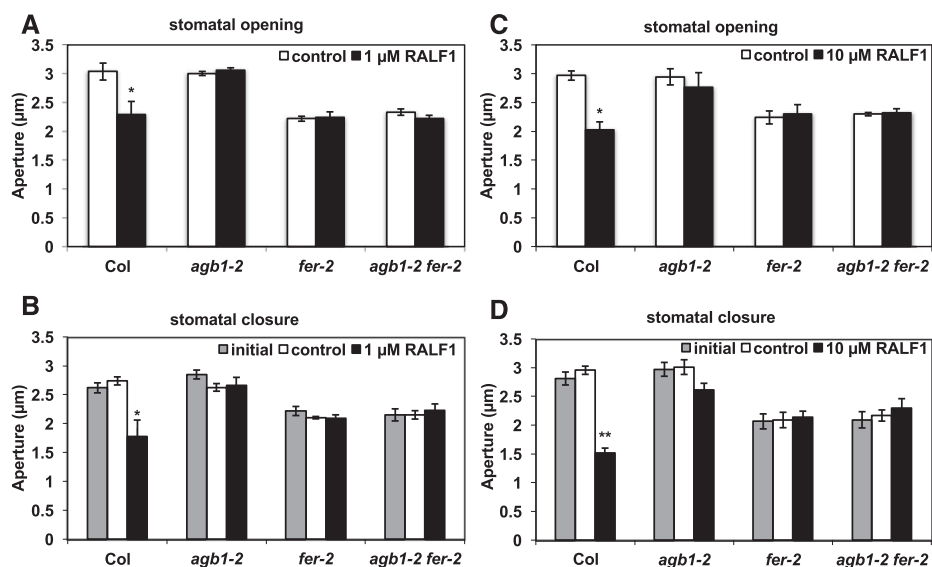 A
stomatal opening
control 1 µM RALF1
Aperture (µm)
3.5
3
2.5
2
1.5
1
0.5
0
*
Col
agb1-2
fer-2
agb1-2 fer-2
B
stomatal closure
initial control 1 µM RALF1
Aperture (µm)
3.5
3
2.5
2
1.5
1
0.5
0
*
Col
agb1-2
fer-2
agb1-2 fer-2
C
stomatal opening
control 10 µM RALF1
Aperture (µm)
3.5
3
2.5
2
1.5
1
0.5
0
*
Col
agb1-2
fer-2
agb1-2 fer-2
D
stomatal closure
initial control 10 µM RALF1
Aperture (µm)
3.5
3
2.5
2
1.5
1
0.5
0
**
Col
agb1-2
fer-2
agb1-2 fer-2